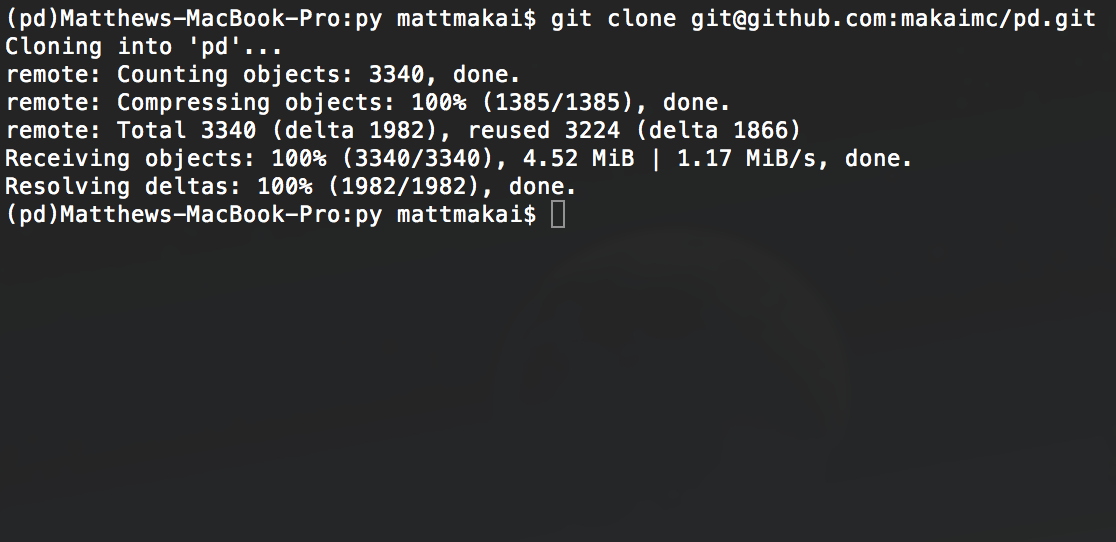 (pd)Matthews-MacBook-Pro:py mattmakai$ git clone git@github.com:makaimc/pd.git
Cloning into 'pd'...
remote: Counting objects: 3340, done.
remote: Compressing objects: 100% (1385/1385), done.
remote: Total 3340 (delta 1982), reused 3224 (delta 1866)
Receiving objects: 100% (3340/3340), 4.52 MiB | 1.17 MiB/s, done.
Resolving deltas: 100% (1982/1982), done.
(pd)Matthews-MacBook-Pro:py mattmakai$